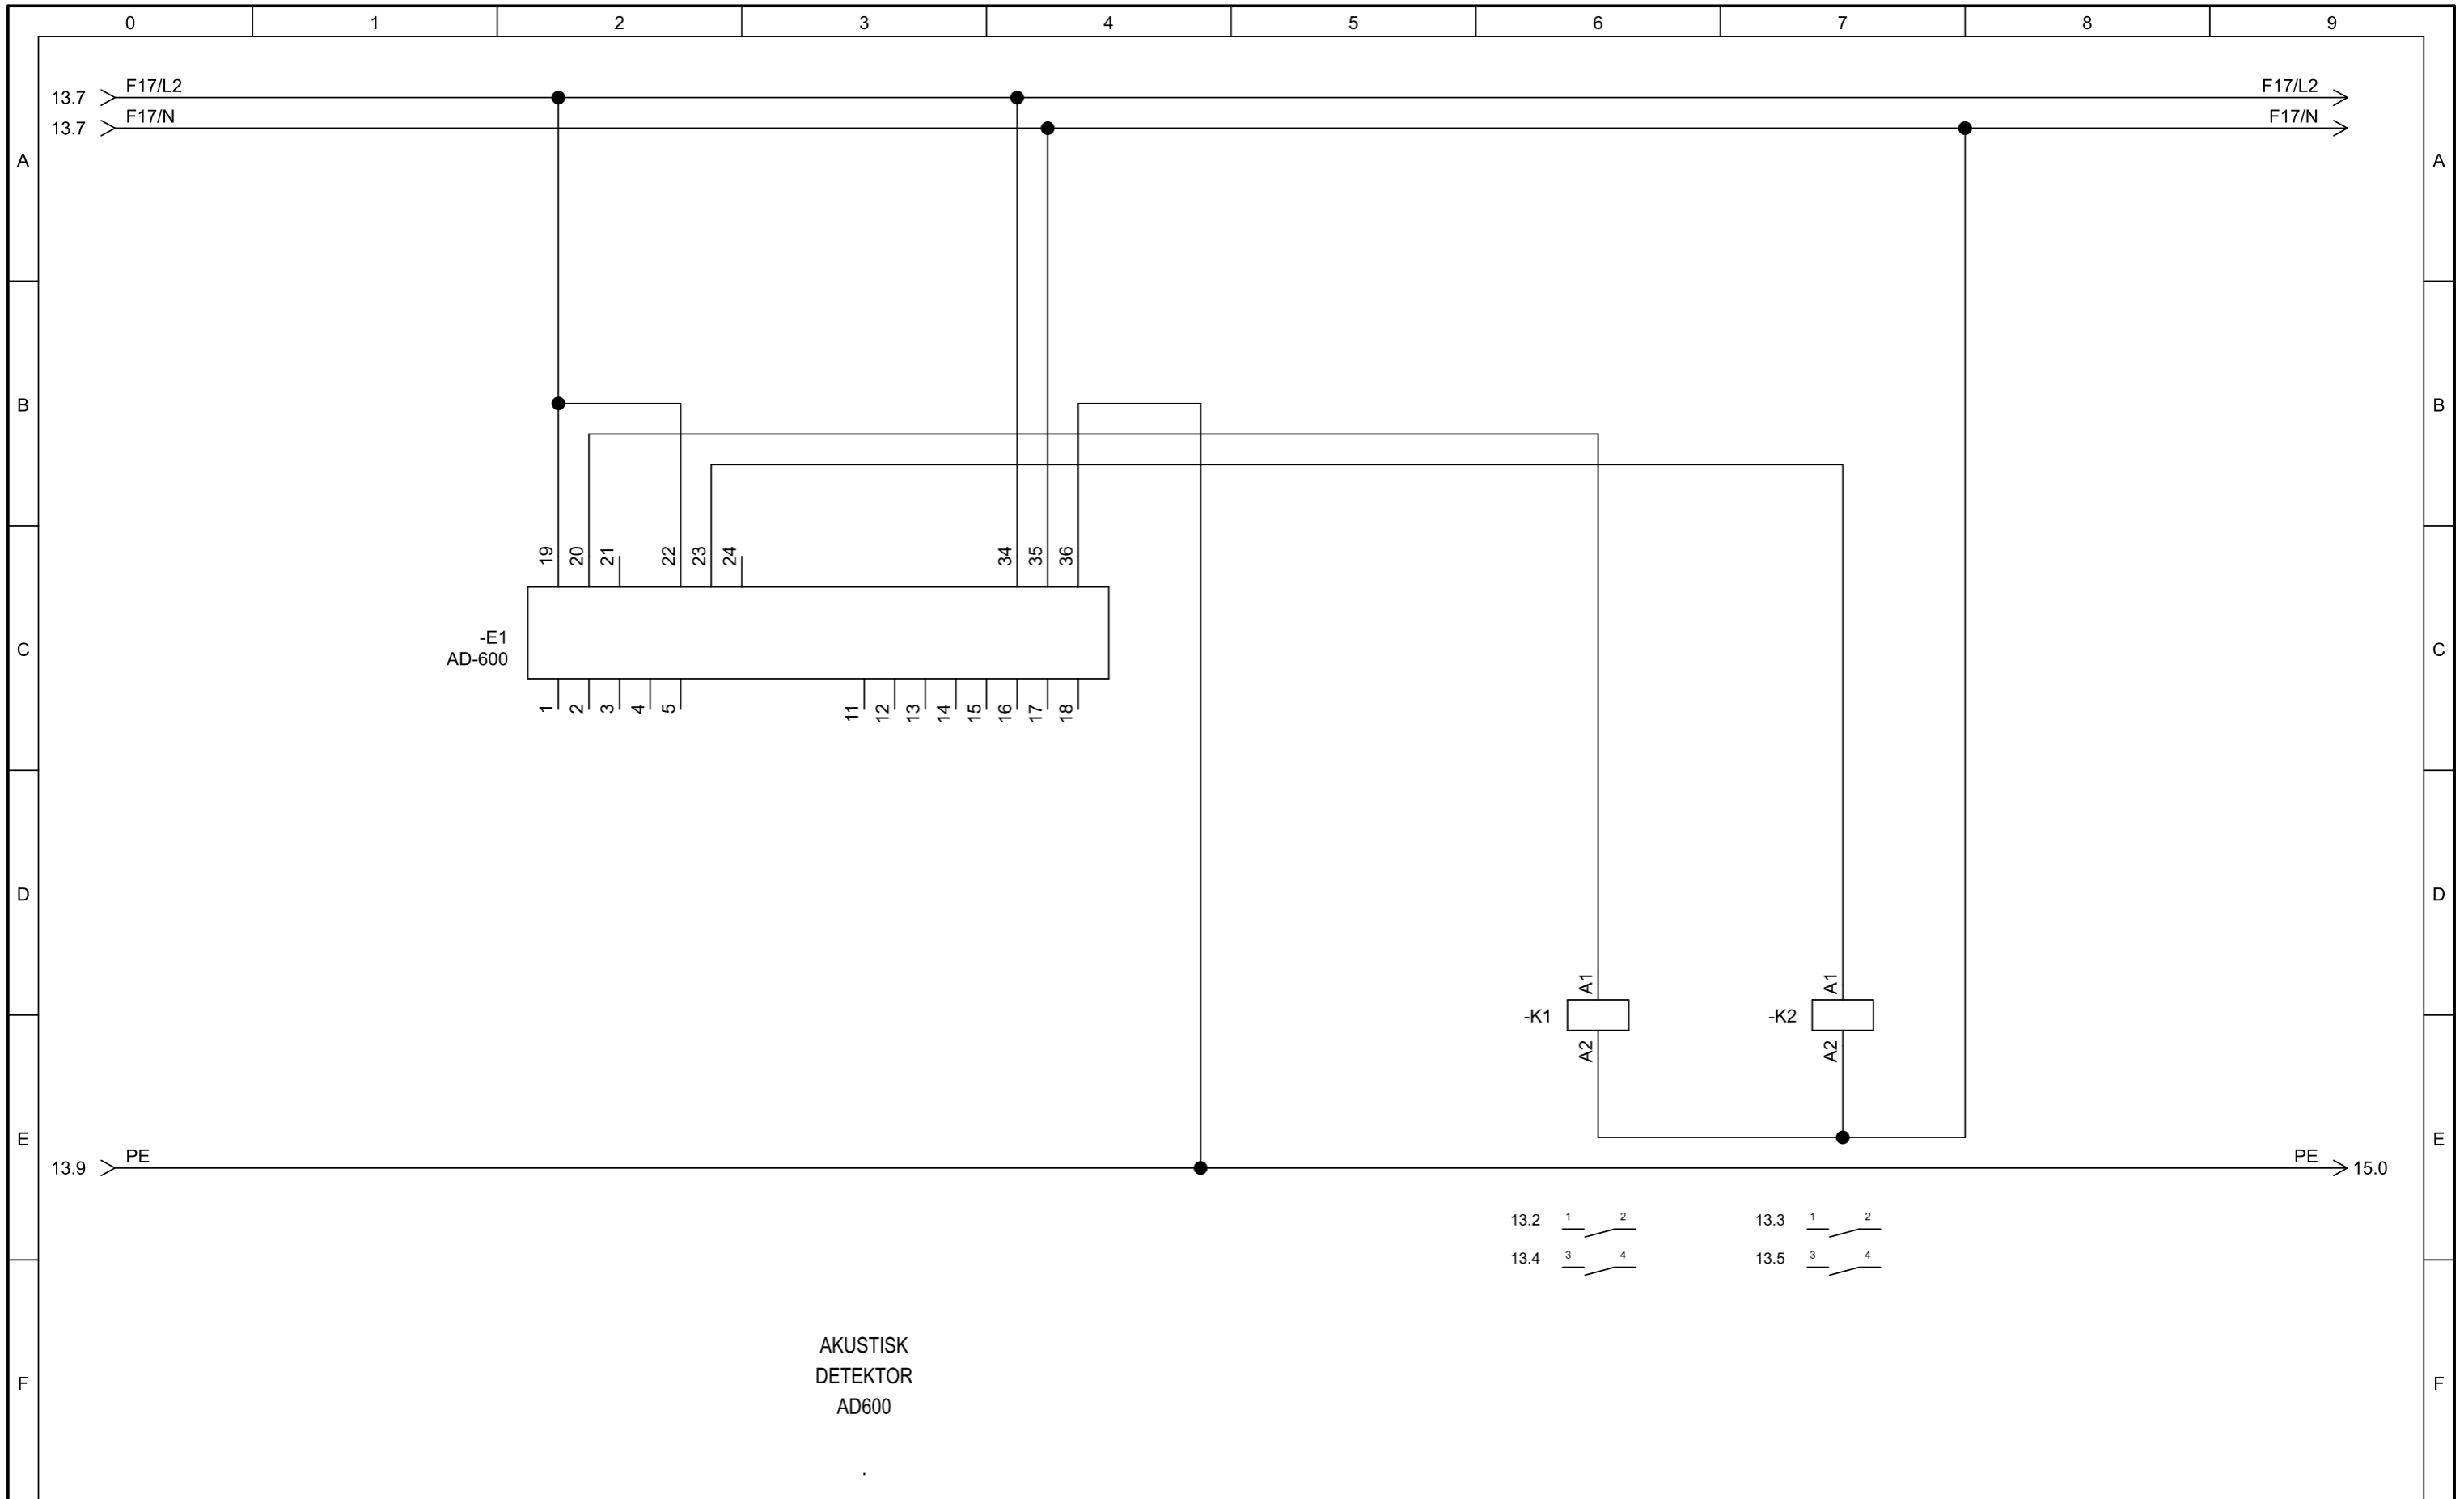 0 1 2 3 4 5 6 7 8 9
13.7 F17/L2 F17/L2
13.7 F17/N F17/N
A A
B B
19 20 21 22 23 24 34 35 36
-E1
AD-600
C C
1 2 3 4 5 11 12 13 14 15 16 17 18
D D
A1 A1
-K1 -K2
A2 A2
E E
13.9 PE PE 15.0
13.2 1 2 13.3 1 2
13.4 3 4 13.5 3 4
AKUSTISK
DETEKTOR
F F
AD600
.